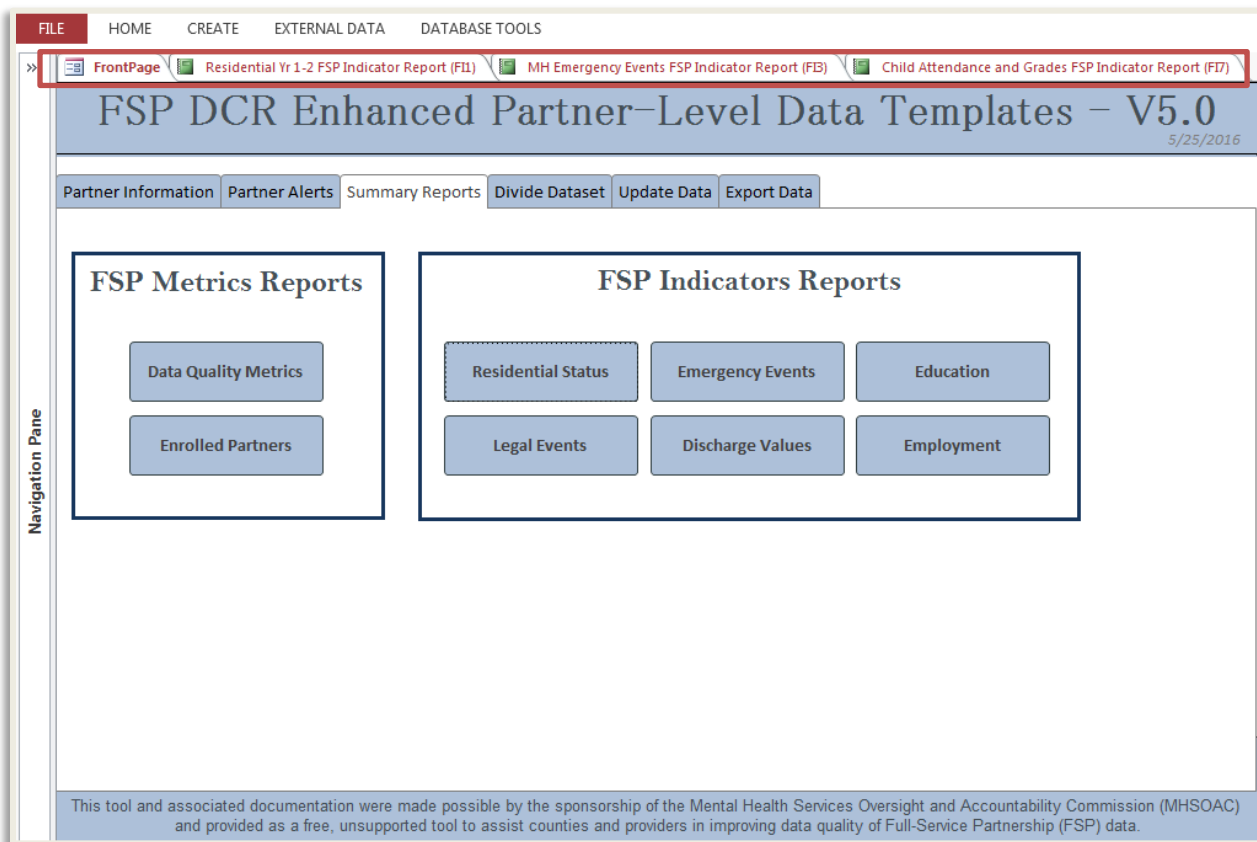 FILE HOME CREATE EXTERNAL DATA DATABASE TOOLS
» FrontPage Residential Yr 1-2 FSP Indicator Report (FI1) MH Emergency Events FSP Indicator Report (FI3) Child Attendance and Grades FSP Indicator Report (FI7)
FSP DCR Enhanced Partner-Level Data Templates - V5.0
5/25/2016
Partner Information Partner Alerts Summary Reports Divide Dataset Update Data Export Data
FSP Metrics Reports
Data Quality Metrics
Enrolled Partners
FSP Indicators Reports
Residential Status Emergency Events Education
Legal Events Discharge Values Employment
Navigation Pane
This tool and associated documentation were made possible by the sponsorship of the Mental Health Services Oversight and Accountability Commission (MHSOAC)
and provided as a free, unsupported tool to assist counties and providers in improving data quality of Full-Service Partnership (FSP) data.